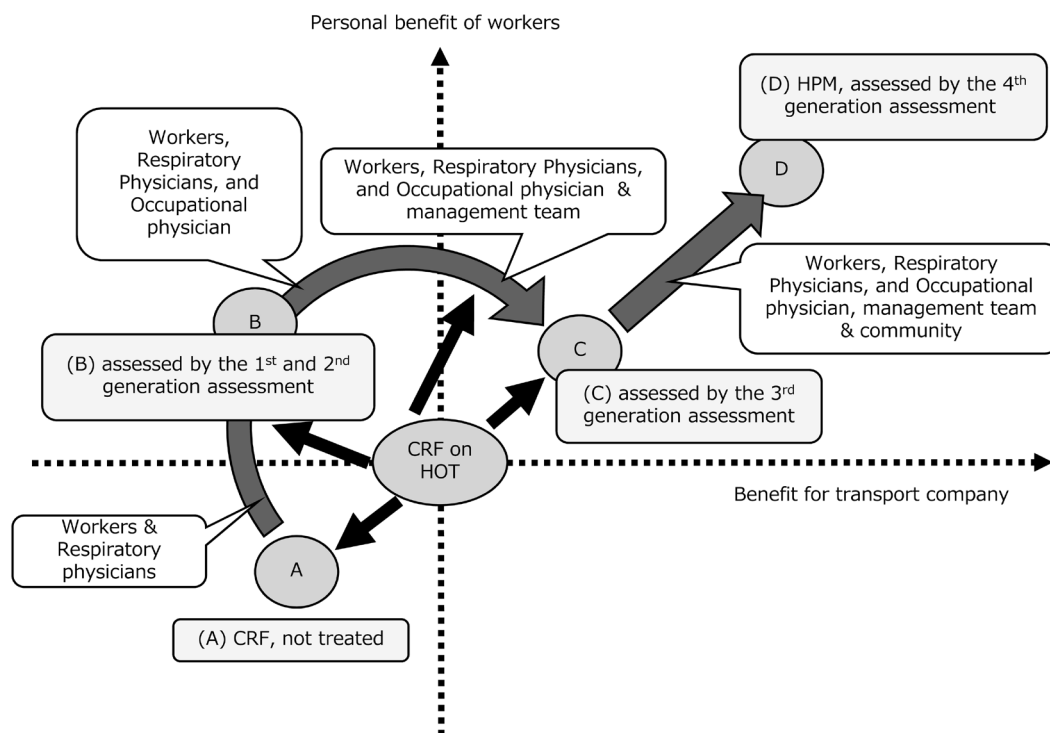 Personal benefit of workers
(D) HPM, assessed by the 4th
generation assessment
D
Workers,
Respiratory
Physicians, and
Occupational
physician
Workers, Respiratory Physicians,
and Occupational physician &
management team
Workers, Respiratory
Physicians, and Occupational
physician, management team
& community
B
(B) assessed by the 1st and 2nd
generation assessment
C
(C) assessed by the 3rd
generation assessment
CRF on
HOT
Benefit for transport company
Workers &
Respiratory
physicians
A
(A) CRF, not treated